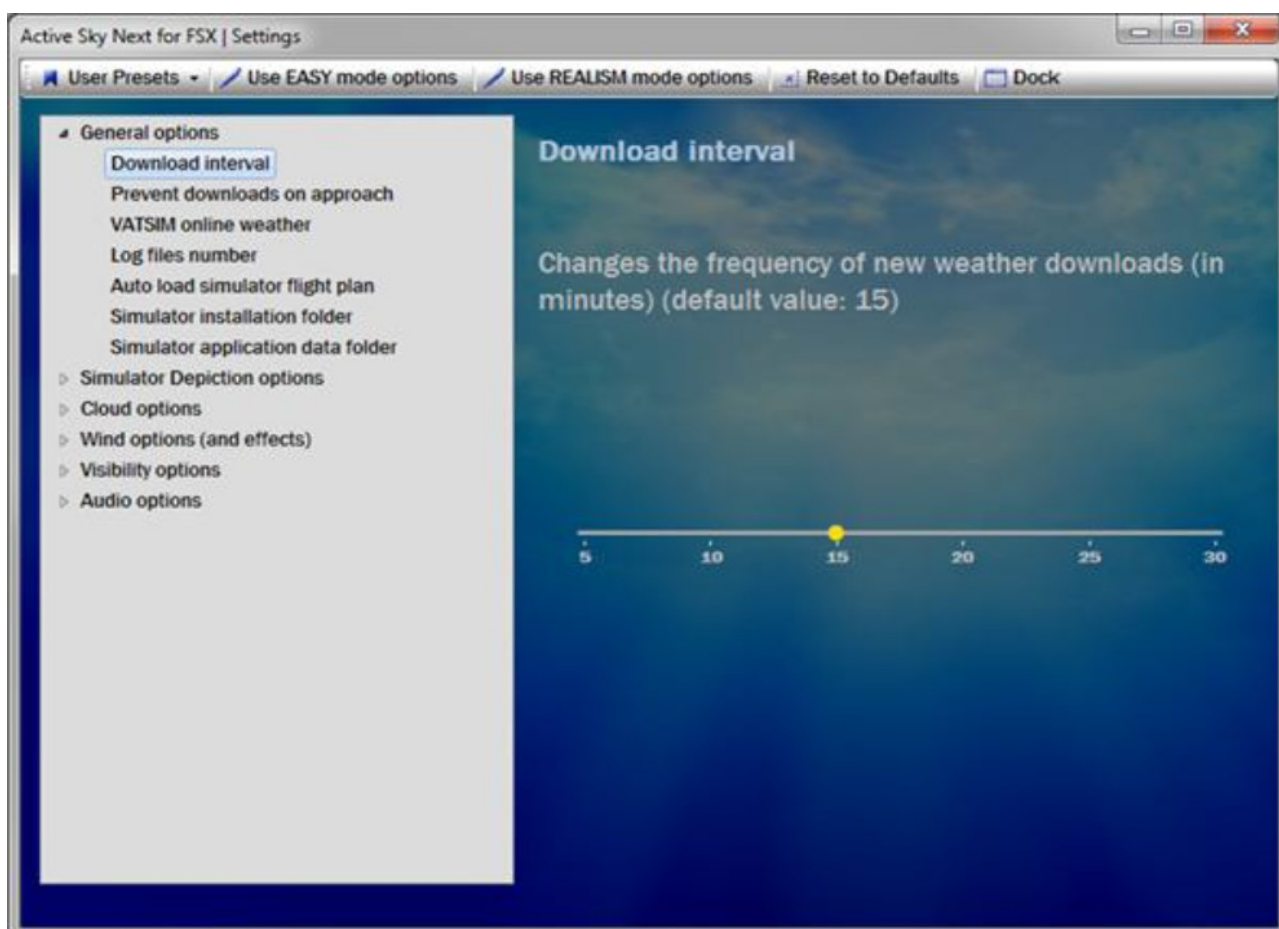 Active Sky Next for FSX | Settings
User Presets Use EASY mode options Use REALISM mode options Reset to Defaults Dock
General options
Download interval
Prevent downloads on approach
VATSIM online weather
Log files number
Auto load simulator flight plan
Simulator installation folder
Simulator application data folder
Simulator Depiction options
Cloud options
Wind options (and effects)
Visibility options
Audio options
Download interval
Changes the frequency of new weather downloads (in
minutes) (default value: 15)
5 10 15 20 25 30